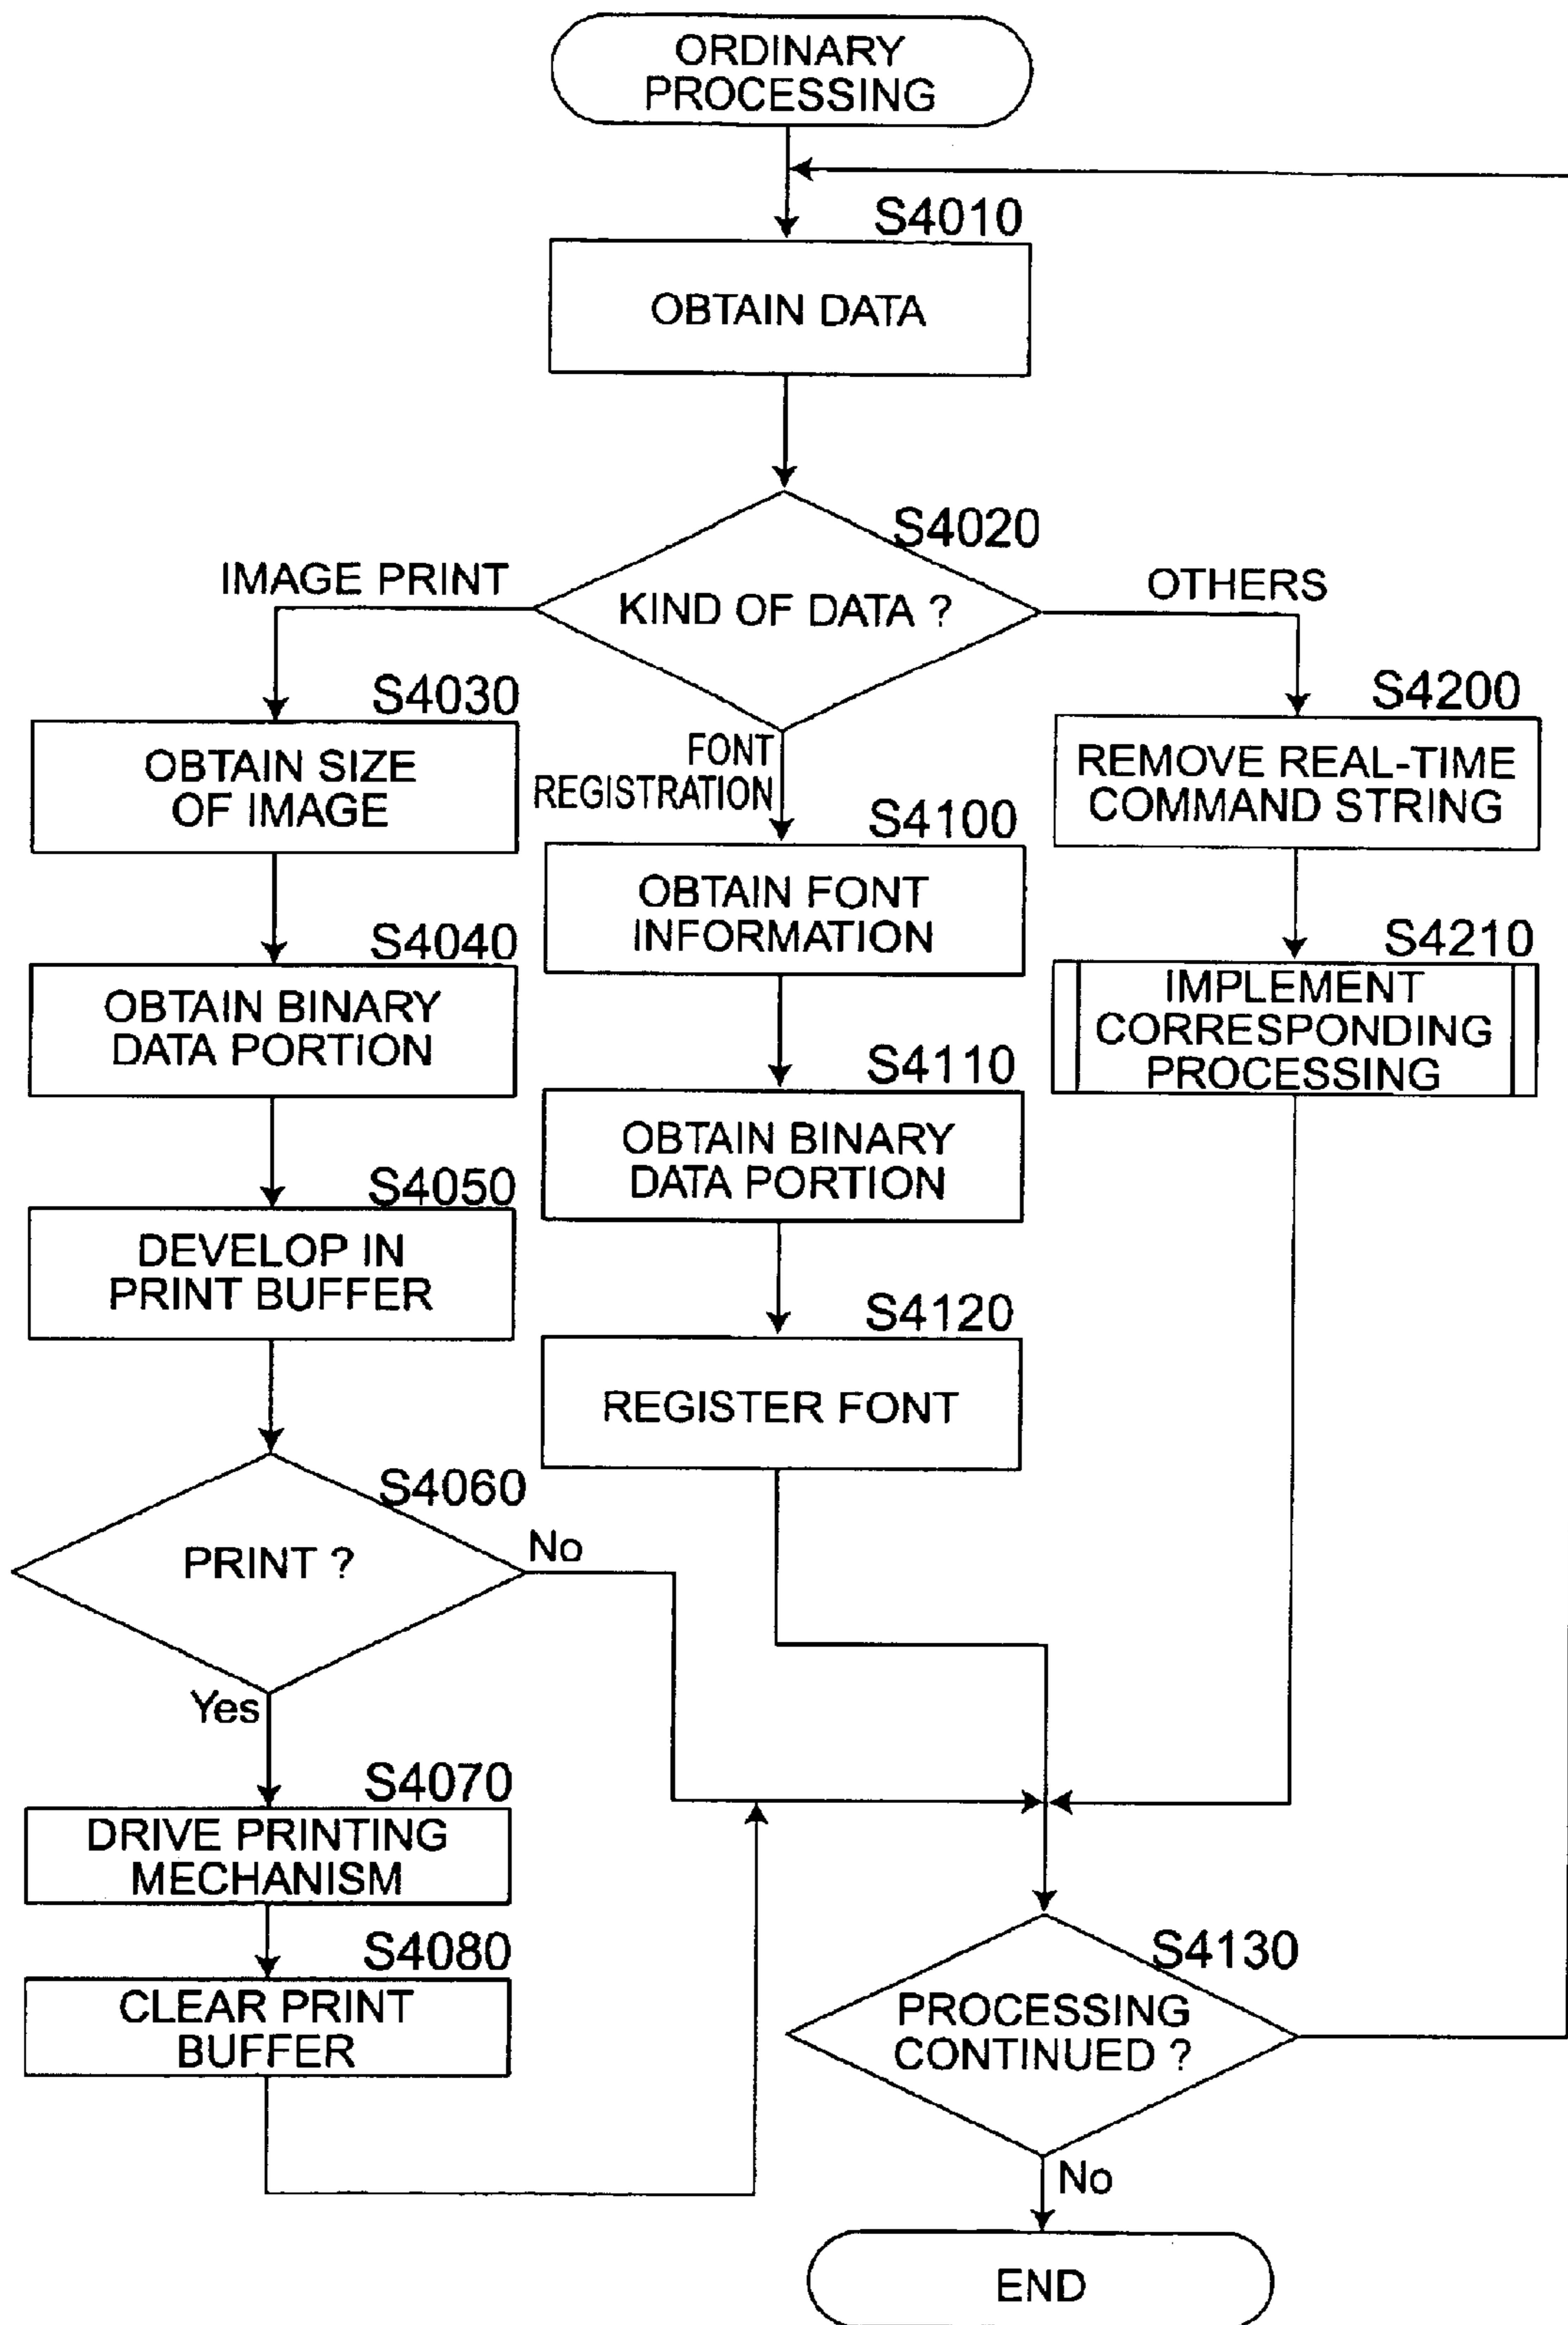 ORDINARY
PROCESSING
S4010
OBTAIN DATA
S4020
KIND OF DATA ?
IMAGE PRINT
OTHERS
FONT
REGISTRATION
S4030
OBTAIN SIZE
OF IMAGE
S4040
OBTAIN BINARY
DATA PORTION
S4050
DEVELOP IN
PRINT BUFFER
S4060
PRINT ?
No
Yes
S4070
DRIVE PRINTING
MECHANISM
S4080
CLEAR PRINT
BUFFER
S4100
OBTAIN FONT
INFORMATION
S4110
OBTAIN BINARY
DATA PORTION
S4120
REGISTER FONT
S4200
REMOVE REAL-TIME
COMMAND STRING
S4210
IMPLEMENT
CORRESPONDING
PROCESSING
S4130
PROCESSING
CONTINUED ?
No
END